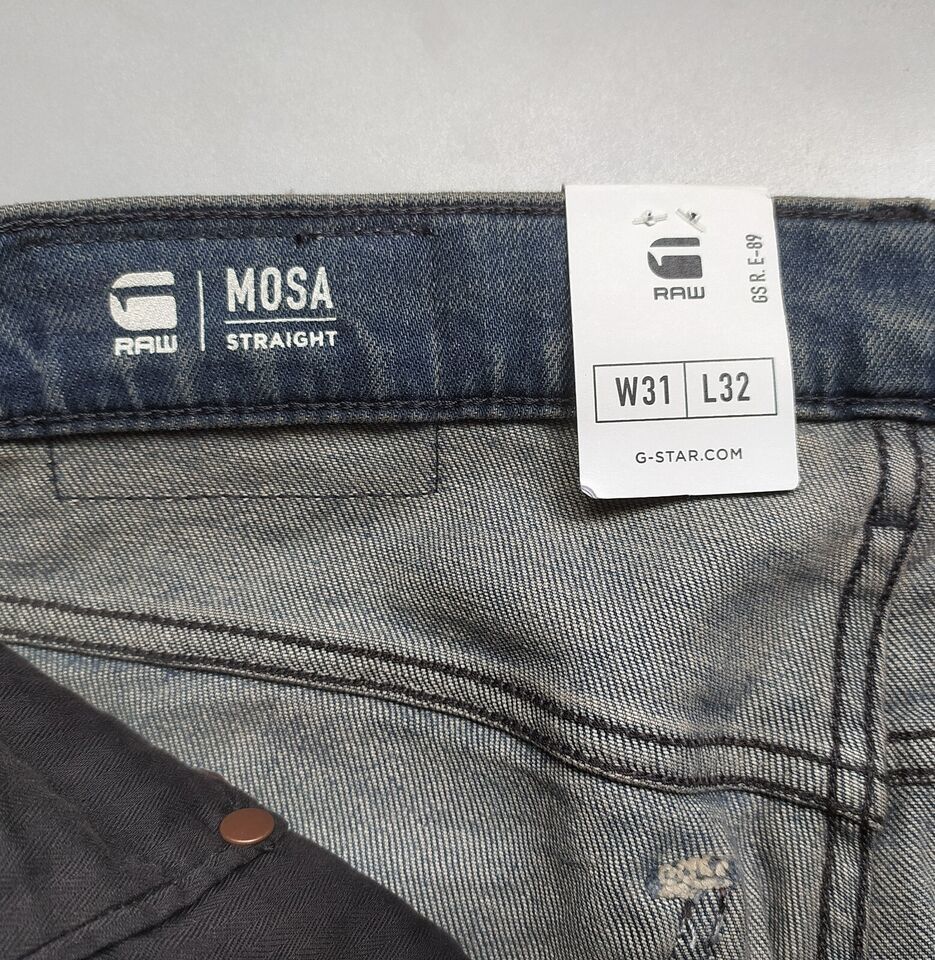 RAW
MOSA
STRAIGHT
RAW
GS R. E-89
W31 L32
G-STAR.COM